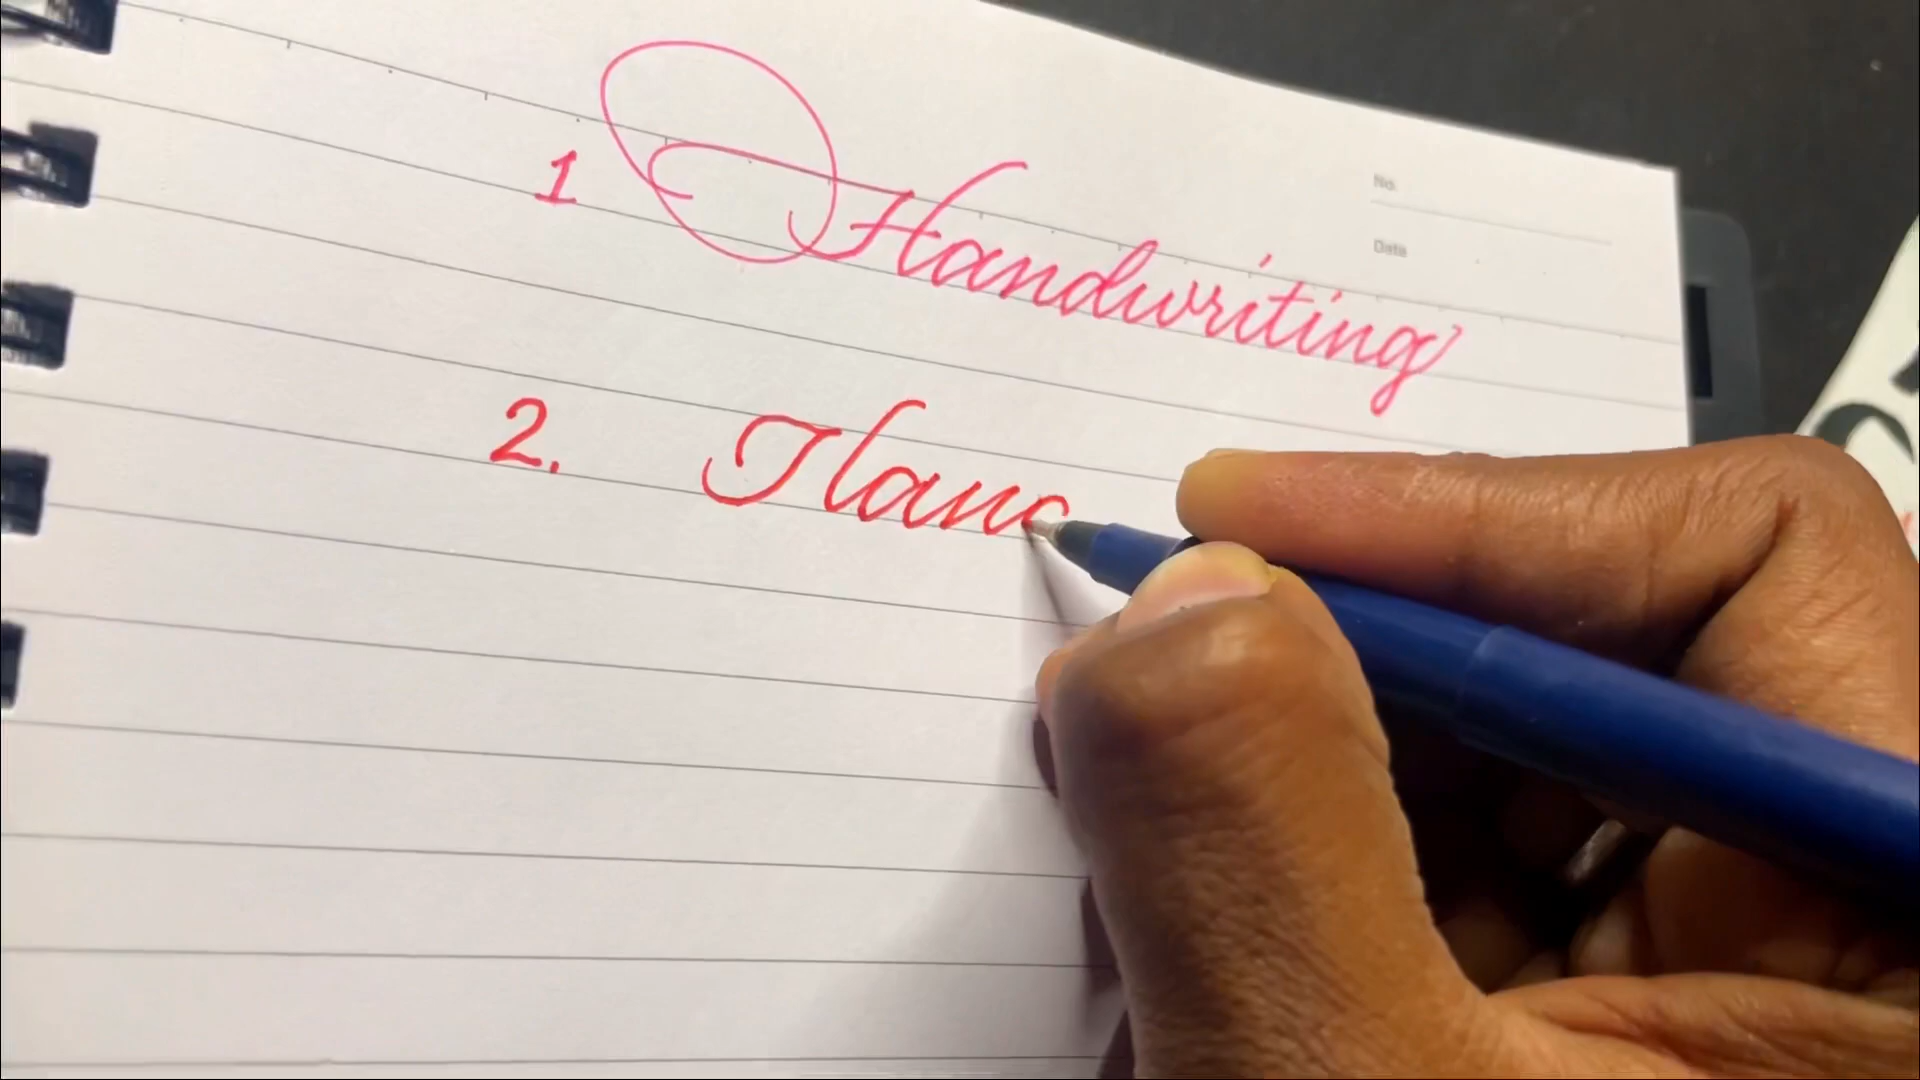 No.
Date
1 Handwriting
2. Han